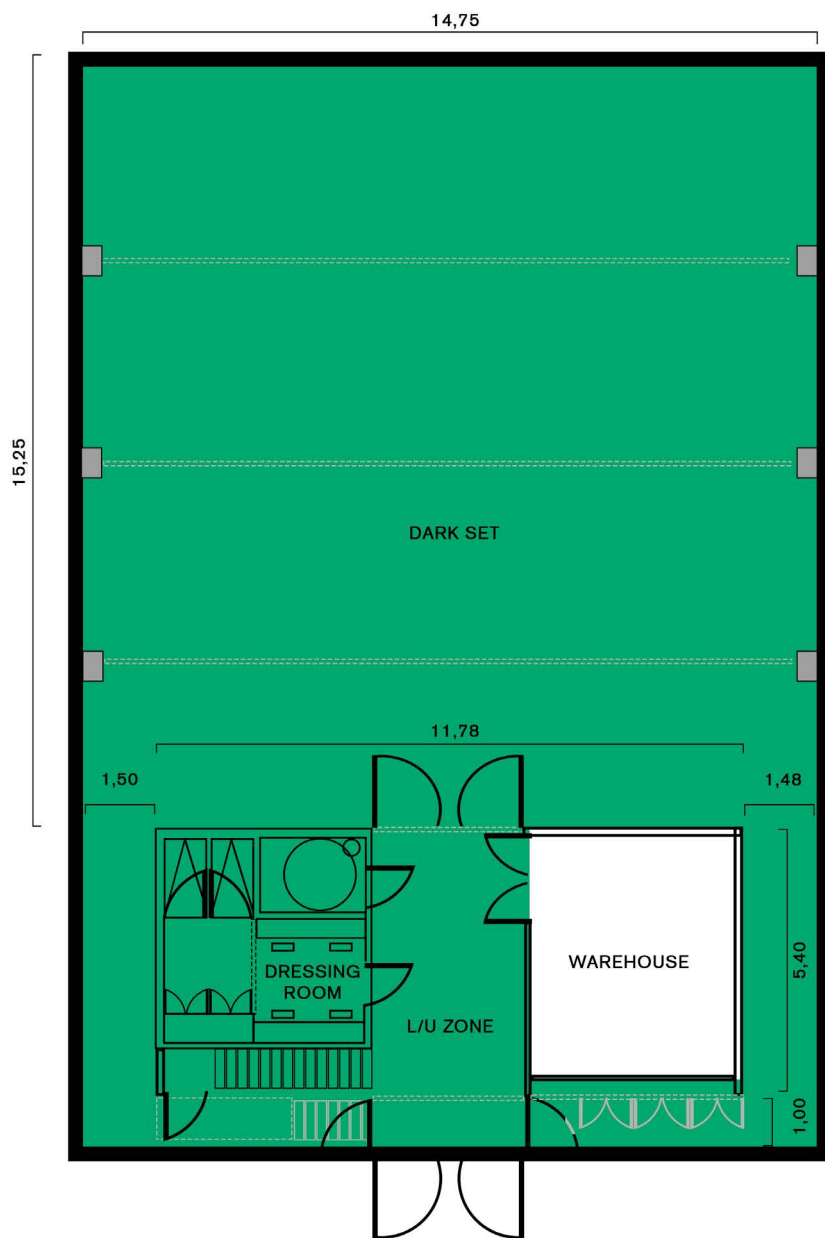 14,75
15,25
DARK SET
11,78
1,50
1,48
DRESSING
ROOM
WAREHOUSE
5,40
L/U ZONE
1,00